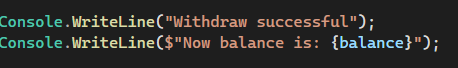 Console.WriteLine("Withdraw successful");
Console.WriteLine($"Now balance is: {balance}");